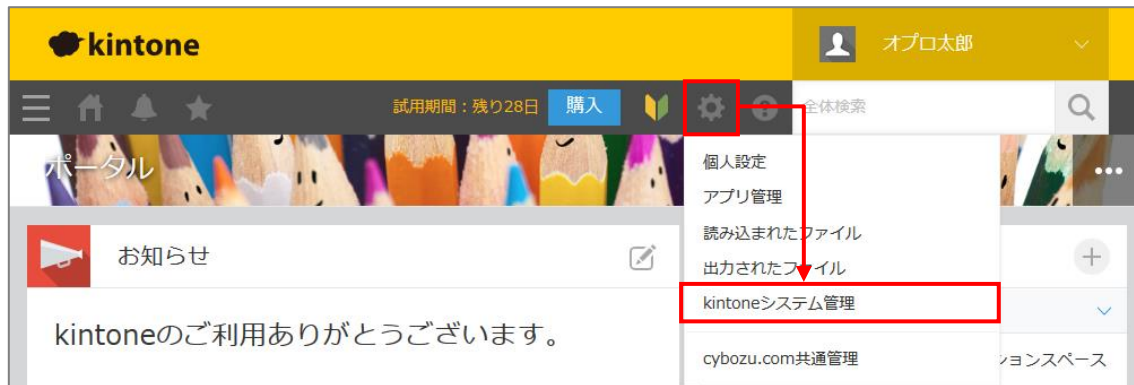 kintone
オプロ太郎
試用期間：残り28日 購入
全体検索
ポータル
個人設定
アプリ管理
読み込まれたファイル
出力されたファイル
kintoneシステム管理
cybozu.com共通管理
お知らせ
kintoneのご利用ありがとうございます。
ションスペース